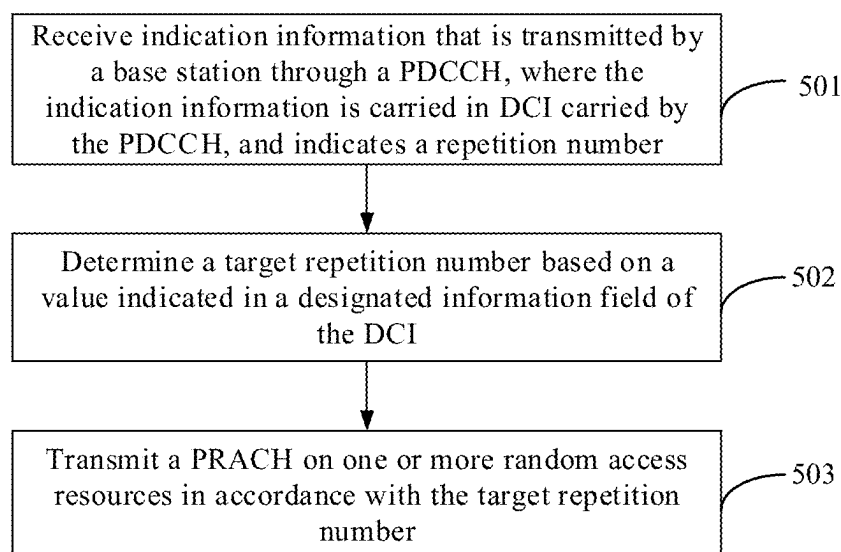 Receive indication information that is transmitted by
a base station through a PDCCH, where the
indication information is carried in DCI carried by
the PDCCH, and indicates a repetition number
501
Determine a target repetition number based on a
value indicated in a designated information field of
the DCI
502
Transmit a PRACH on one or more random access
resources in accordance with the target repetition
number
503